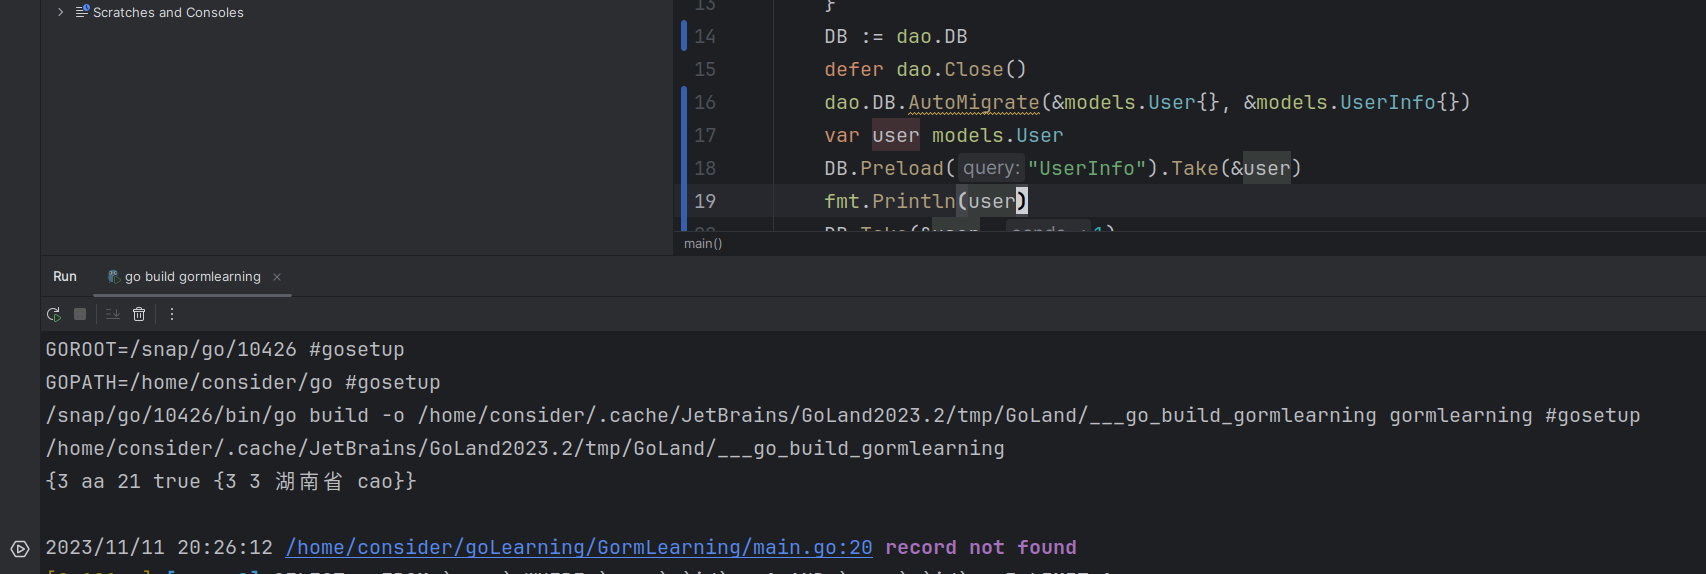 Scratches and Consoles
13 }
14 DB := dao.DB
15 defer dao.Close()
16 dao.DB.AutoMigrate(&models.User{}, &models.UserInfo{})
17 var user models.User
18 DB.Preload( query: "UserInfo").Take(&user)
19 fmt.Println(user)
main()
Run go build gormlearning ×
GOROOT=/snap/go/10426 #gosetup
GOPATH=/home/consider/go #gosetup
/snap/go/10426/bin/go build -o /home/consider/.cache/JetBrains/GoLand2023.2/tmp/GoLand/___go_build_gormlearning gormlearning #gosetup
/home/consider/.cache/JetBrains/GoLand2023.2/tmp/GoLand/___go_build_gormlearning
{3 aa 21 true {3 3 湖南省 cao}}
2023/11/11 20:26:12 /home/consider/goLearning/GormLearning/main.go:20 record not found